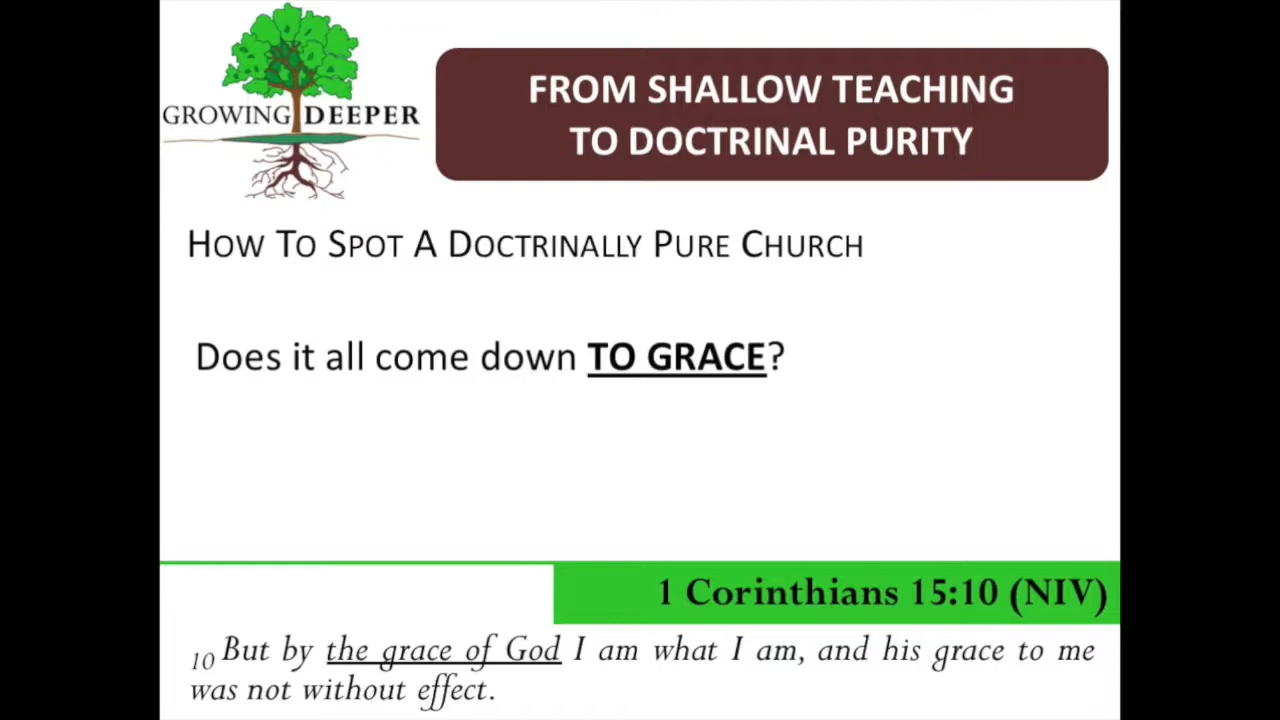 GROWING DEEPER
FROM SHALLOW TEACHING
TO DOCTRINAL PURITY
HOW TO SPOT A DOCTRINALLY PURE CHURCH
Does it all come down TO GRACE?
1 Corinthians 15:10 (NIV)
10 But by the grace of God I am what I am, and his grace to me
was not without effect.